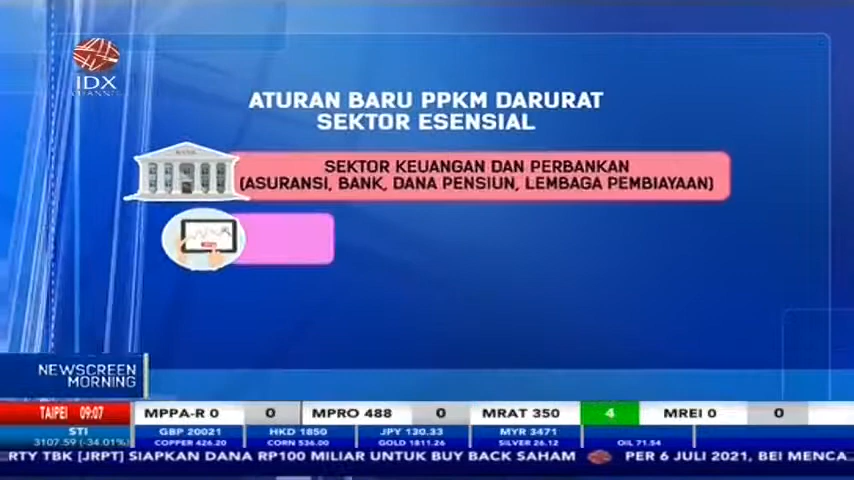 IDX
CHANNEL
ATURAN BARU PPKM DARURAT
SEKTOR ESENSIAL
BANK
SEKTOR KEUANGAN DAN PERBANKAN
(ASURANSI, BANK, DANA PENSIUN, LEMBAGA PEMBIAYAAN)
NEWSCREEN
MORNING
TAIPEI 09:07 MPPA-R 0 0 MPRO 488 0 MRAT 350 4 MREI 0 0
STI GBP 20021 HKD 1850 JPY 130.33 MYR 3471
3107.59 (-34.01%) COPPER 426.20 CORN 536.00 GOLD 1811.26 SILVER 26.12 OIL 71.54
RTY TBK [JRPT] SIAPKAN DANA RP100 MILIAR UNTUK BUY BACK SAHAM PER 6 JULI 2021, BEI MENCA